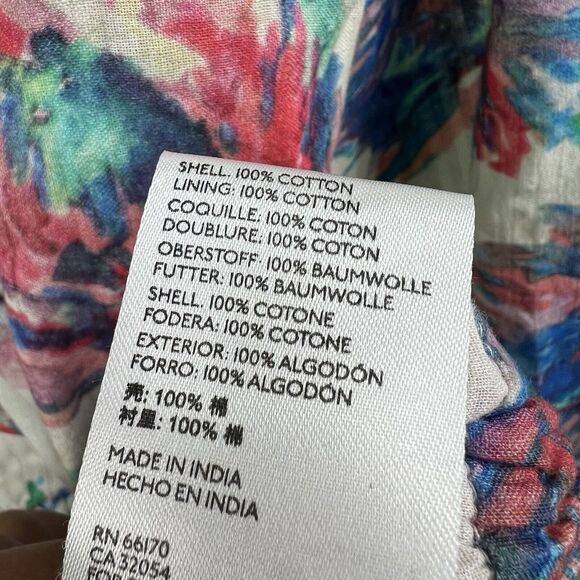 SHELL: 100% COTTON
LINING: 100% COTTON
COQUILLE: 100% COTON
DOUBLURE: 100% COTON
OBERSTOFF: 100% BAUMWOLLE
FUTTER: 100% BAUMWOLLE
SHELL: 100% COTONE
FODERA: 100% COTONE
EXTERIOR: 100% ALGODÓN
FORRO: 100% ALGODÓN
壳: 100% 棉
衬里: 100% 棉
MADE IN INDIA
HECHO EN INDIA
RN 66170
CA 32054
FOR